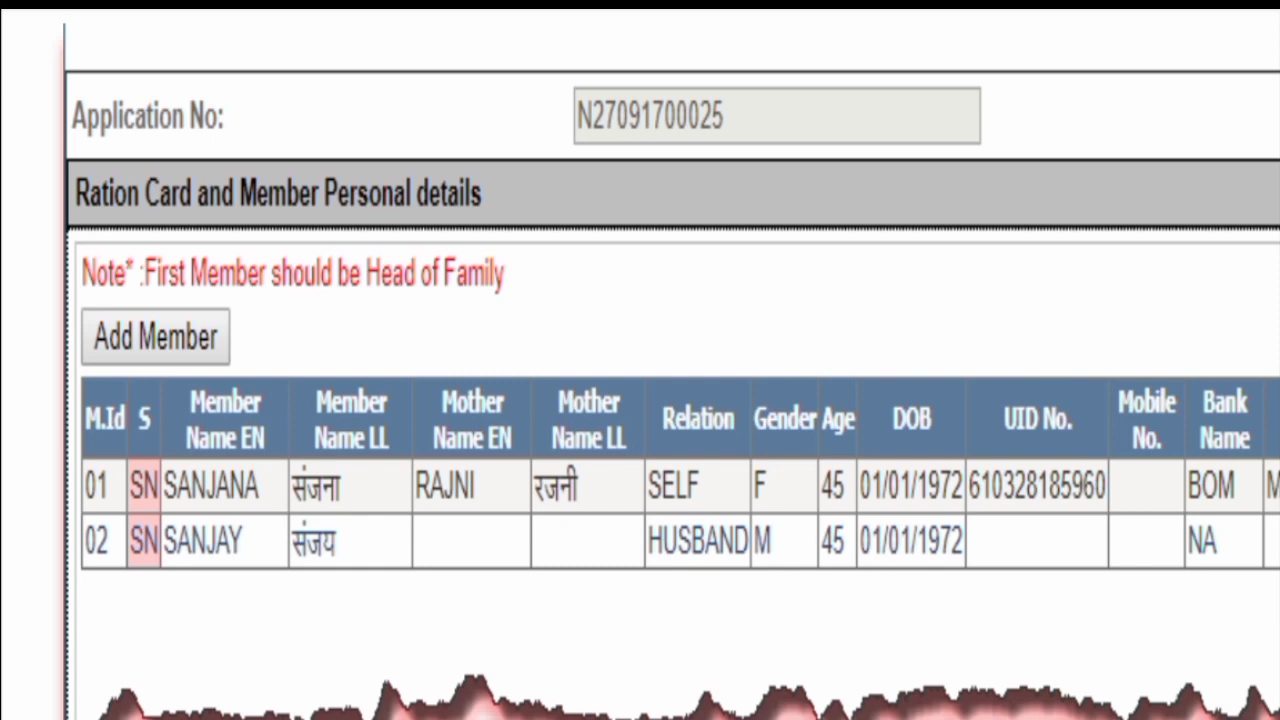 Application No: N27091700025
Ration Card and Member Personal details
Note* :First Member should be Head of Family
Add Member
M.Id S Member Name EN Member Name LL Mother Name EN Mother Name LL Relation Gender Age DOB UID No. Mobile No. Bank Name
01 SN SANJANA संजना RAJNI रजनी SELF F 45 01/01/1972 610328185960 BOM M
02 SN SANJAY संजय HUSBAND M 45 01/01/1972 NA